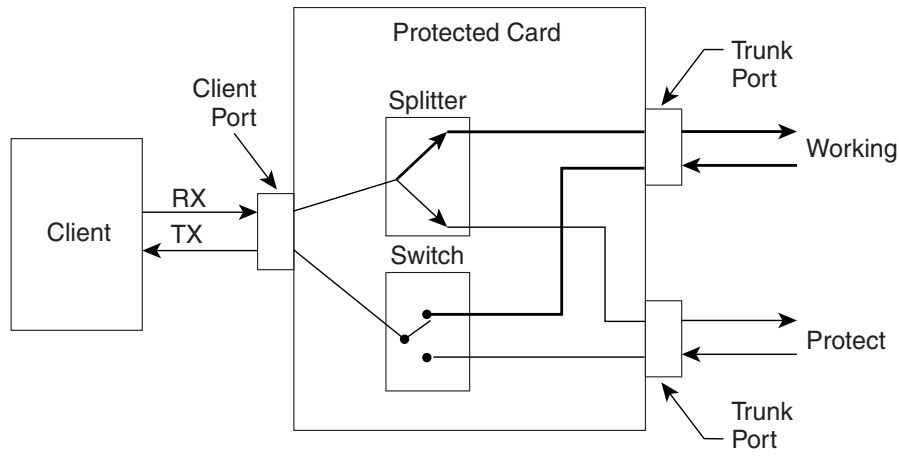 Protected Card
Trunk
Port
Client
Port
Splitter
Working
RX
Client
TX
Switch
Protect
Trunk
Port